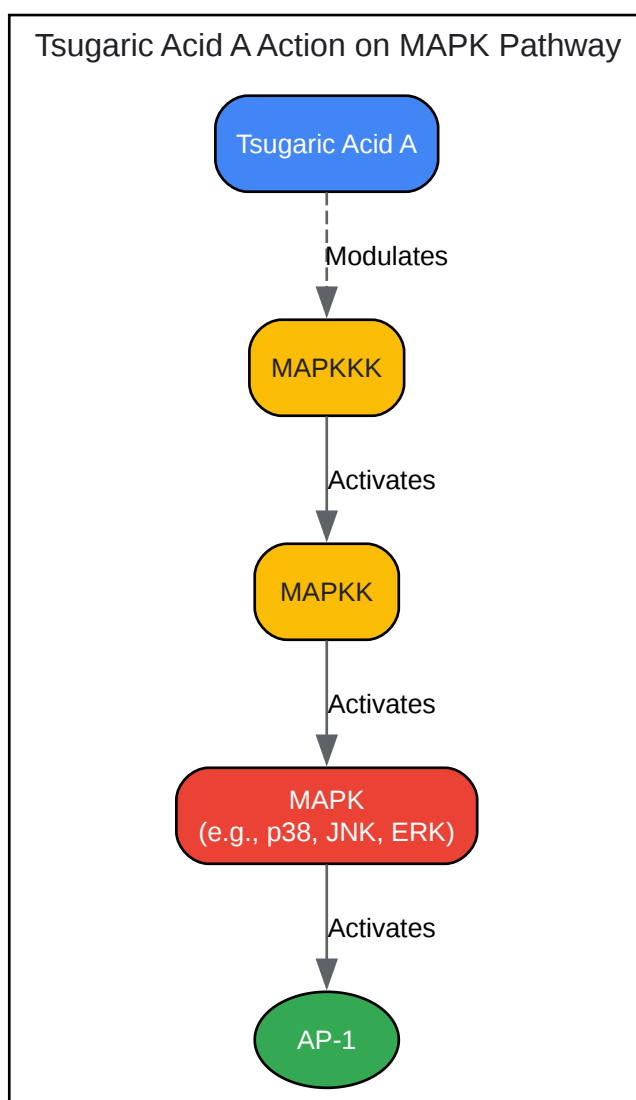 Tsugaric Acid A Action on MAPK Pathway
Tsugaric Acid A
Modulates
MAPKKK
Activates
MAPKK
Activates
MAPK
(e.g., p38, JNK, ERK)
Activates
AP-1